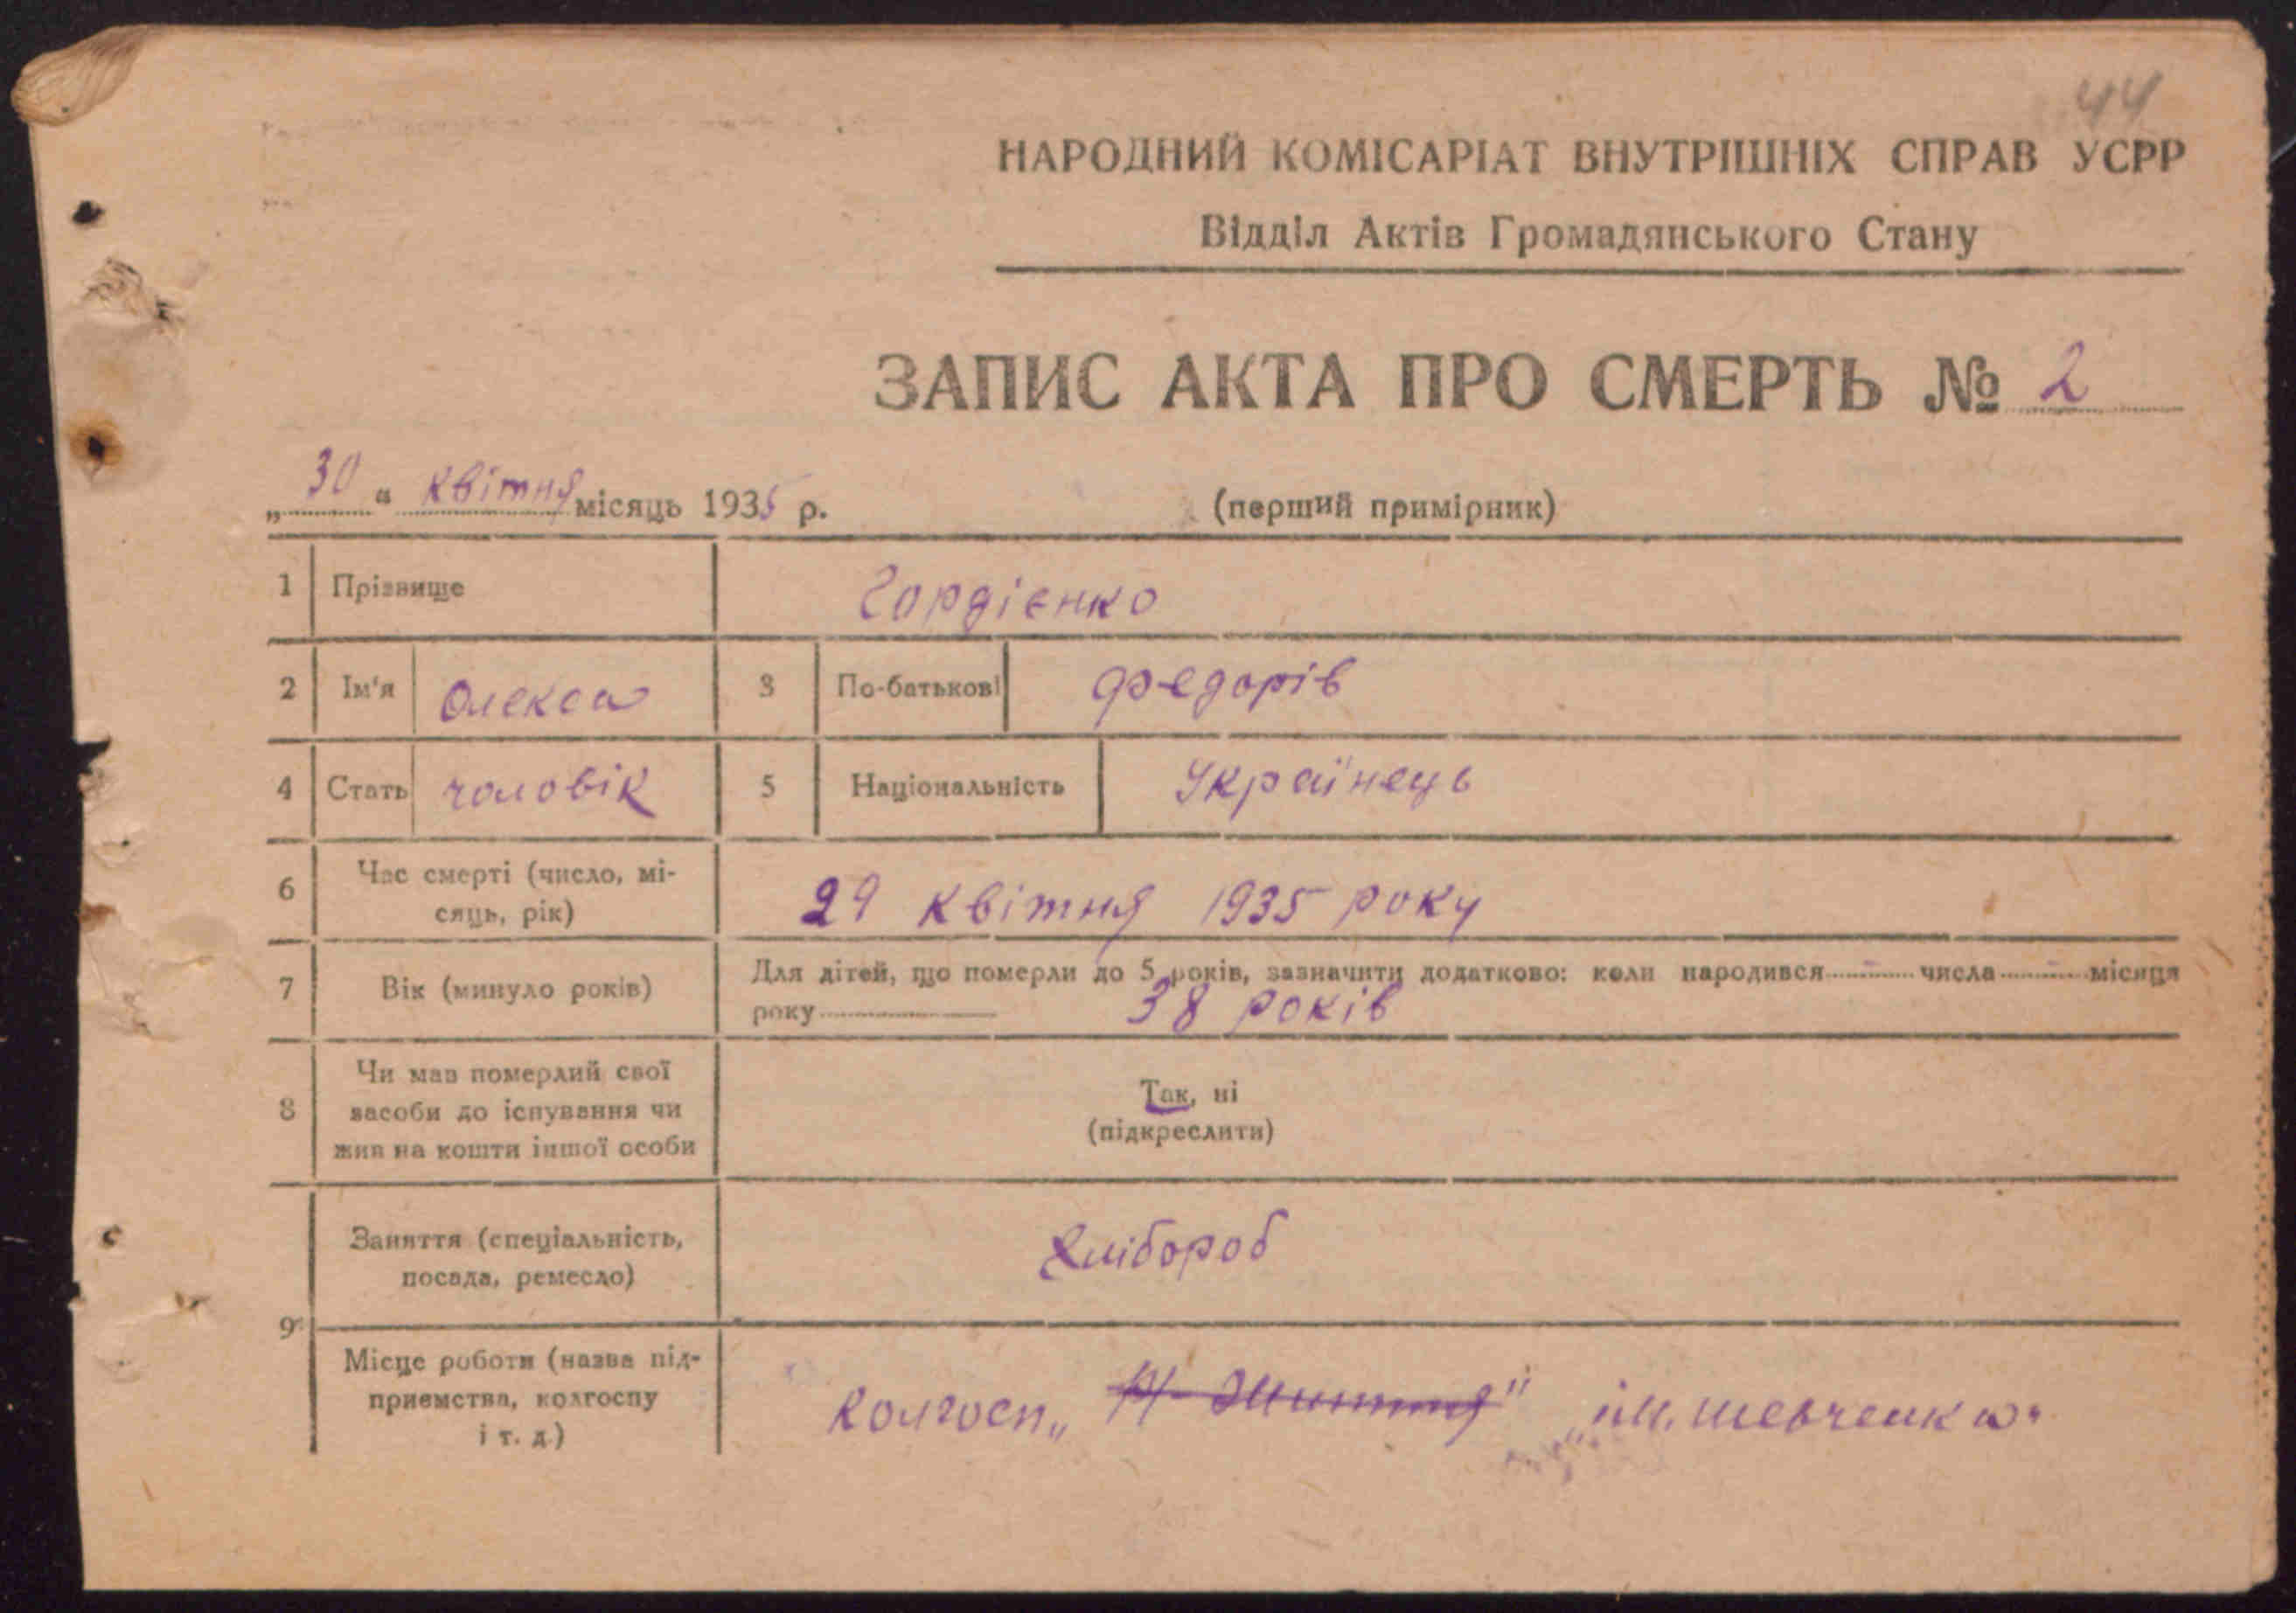 44
НАРОДНИЙ КОМІСАРІАТ ВНУТРІШНІХ СПРАВ УСРР
Відділ Актів Громадянського Стану
ЗАПИС АКТА ПРО СМЕРТЬ № 2
„30“ квітня місяць 1935 р. (перший примірник)
1 Прізвище Гордієнко
2 Ім'я Олекса 3 По-батькові Федорів
4 Стать чоловік 5 Національність Українець
6 Час смерті (число, мі-
сяць, рік) 29 квітня 1935 року
7 Вік (минуло років) Для дітей, що померли до 5 років, зазначити додатково: коли народився - числа - місяця
року 38 років
8 Чи мав померлий свої
засоби до існування чи
жив на кошти іншої особи
Так, ні
(підкреслити)
9 Заняття (спеціальність,
посада, ремесло) Хлібороб
Місце роботи (назва під-
приємства, колгоспу
і т. д.) Колгосп „ Життя" „ім. Шевченка"